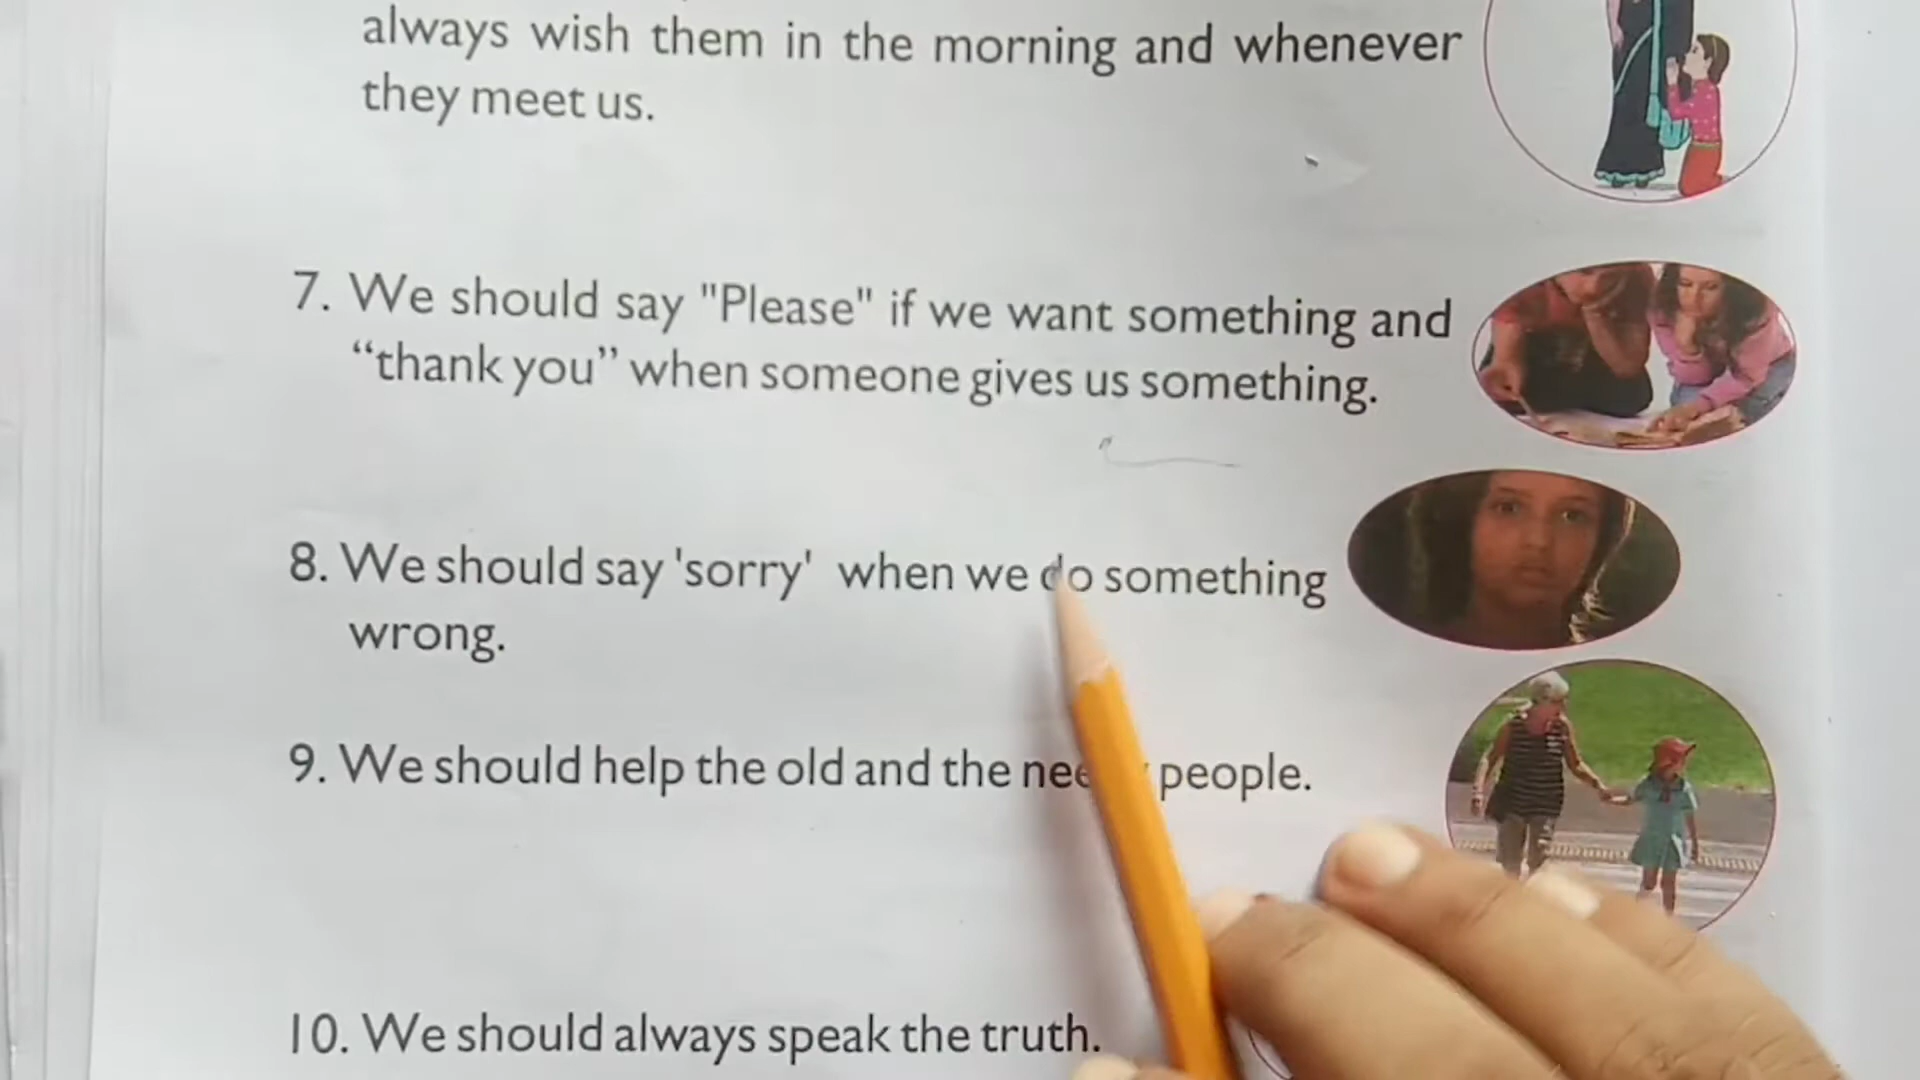 always wish them in the morning and whenever
they meet us.
7. We should say "Please" if we want something and
“thank you” when someone gives us something.
8. We should say 'sorry' when we do something
wrong.
9. We should help the old and the people.
10. We should always speak the truth.